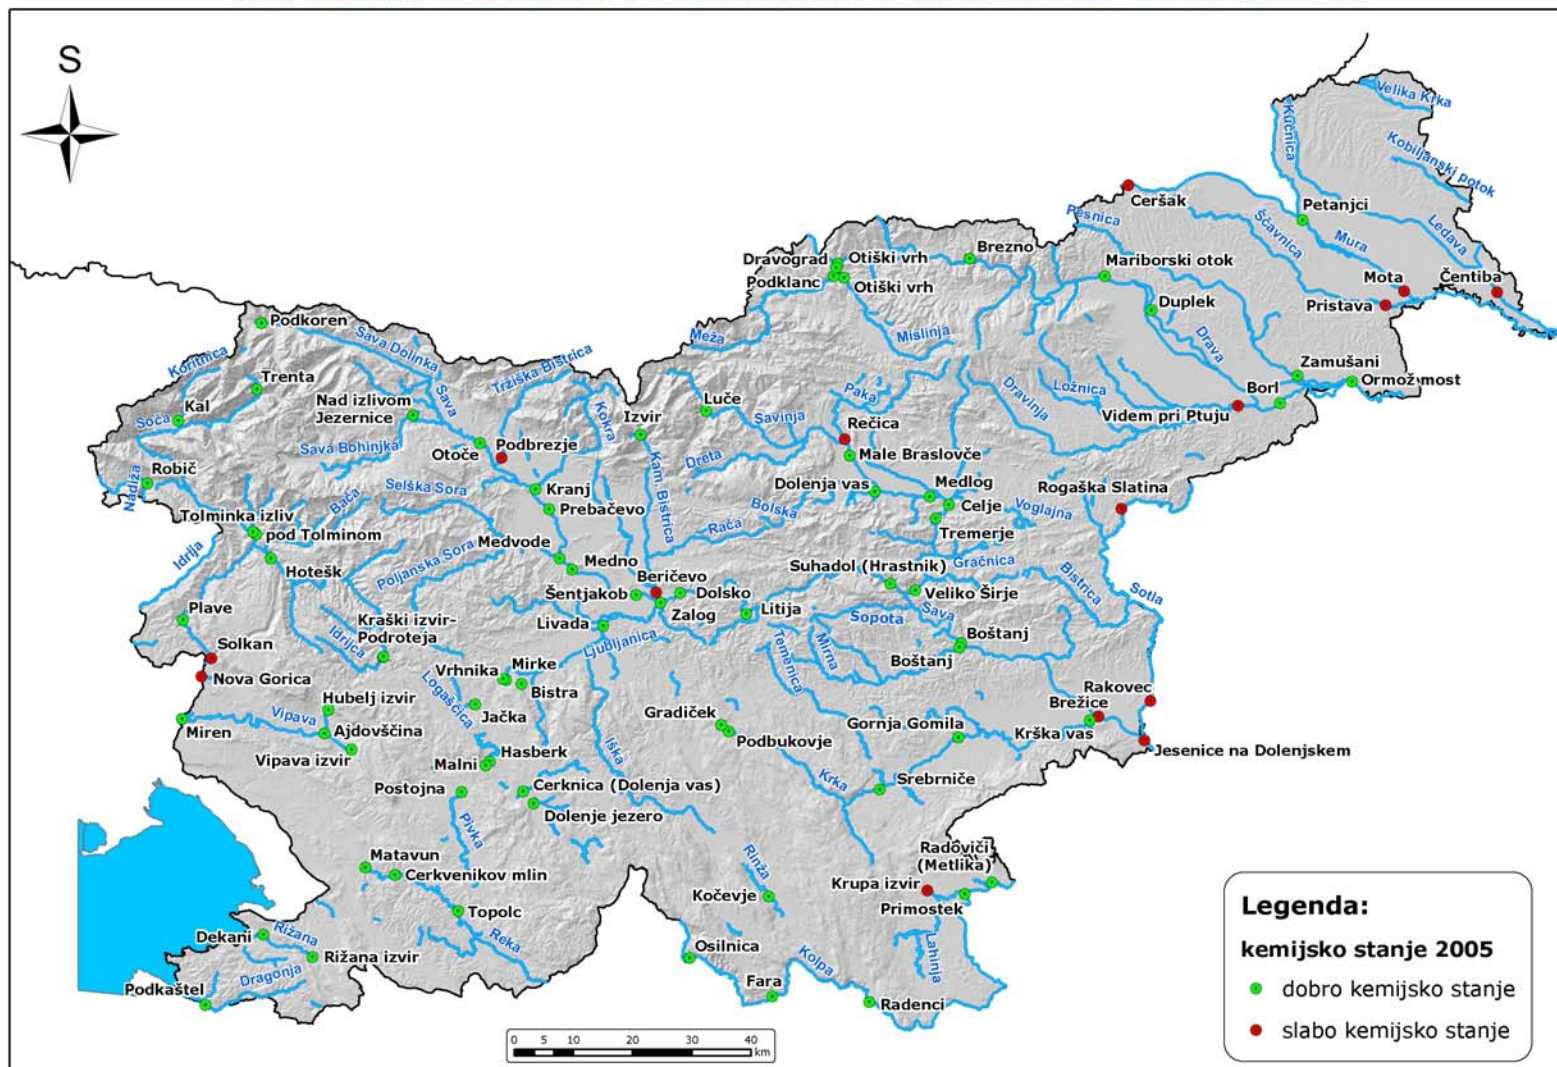 S
Velika Krka
Kučnica
Kobiljanski potok
Ceršak
Pesnica
Petanjci
Ščavnica
Mura
Ledava
Mota
Čentiba
Pristava
Dravograd
Otiški vrh
Brezno
Podklanc
Otiški vrh
Mariborski otok
Duplek
Drava
Meža
Mislinja
Podkoren
Sava Dolinka
Koritnica
Trenta
Tržiška Bistrica
Zamušani
Ormož most
Borl
Videm pri Ptuju
Ložnica
Dravinja
Paka
Luče
Savinja
Nad izlivom
Jezernice
Sava
Kokra
Izvir
Kal
Soča
Rečica
Otoče
Podbrezje
Sava Bohinjka
Dreta
Male Braslovče
Robič
Nadiža
Selška Sora
Bača
Kranj
Prebačevo
Kam. Bistrica
Dolenja vas
Medlog
Celje
Rogaška Slatina
Voglajna
Bolska
Rača
Tremerje
Tolminka izliv
pod Tolminom
Idrija
Hotešk
Poljanska Sora
Medvode
Medno
Gračnica
Suhadol (Hrastnik)
Veliko Širje
Bistrica
Sotla
Beričevo
Dolsko
Šentjakob
Zalog
Litija
Sopota
Sava
Plave
Solkan
Nova Gorica
Kraški izvir-
Podroteja
Idrijca
Livada
Ljubljanica
Temenica
Mirna
Boštanj
Boštanj
Vrhnika
Mirke
Bistra
Logaščica
Jačka
Hubelj izvir
Vipava
Ajdovščina
Miren
Vipava izvir
Gradiček
Podbukovje
Gornja Gomila
Rakovec
Brežice
Krška vas
Jesenice na Dolenjskem
Hasberk
Malni
Iška
Postojna
Cerknica (Dolenja vas)
Dolenje jezero
Krka
Srebrniče
Pivka
Matavun
Cerkvenikov mlin
Topolc
Reka
Rinža
Kočevje
Radoviči
(Metlika)
Krupa izvir
Primostek
Lahinja
Dekani
Rižana
Rižana izvir
Dragonja
Podkaštel
Osilnica
Fara
Kolpa
Radenci
0 5 10 20 30 40
km
Legenda:
kemijsko stanje 2005
dobro kemijsko stanje
slabo kemijsko stanje